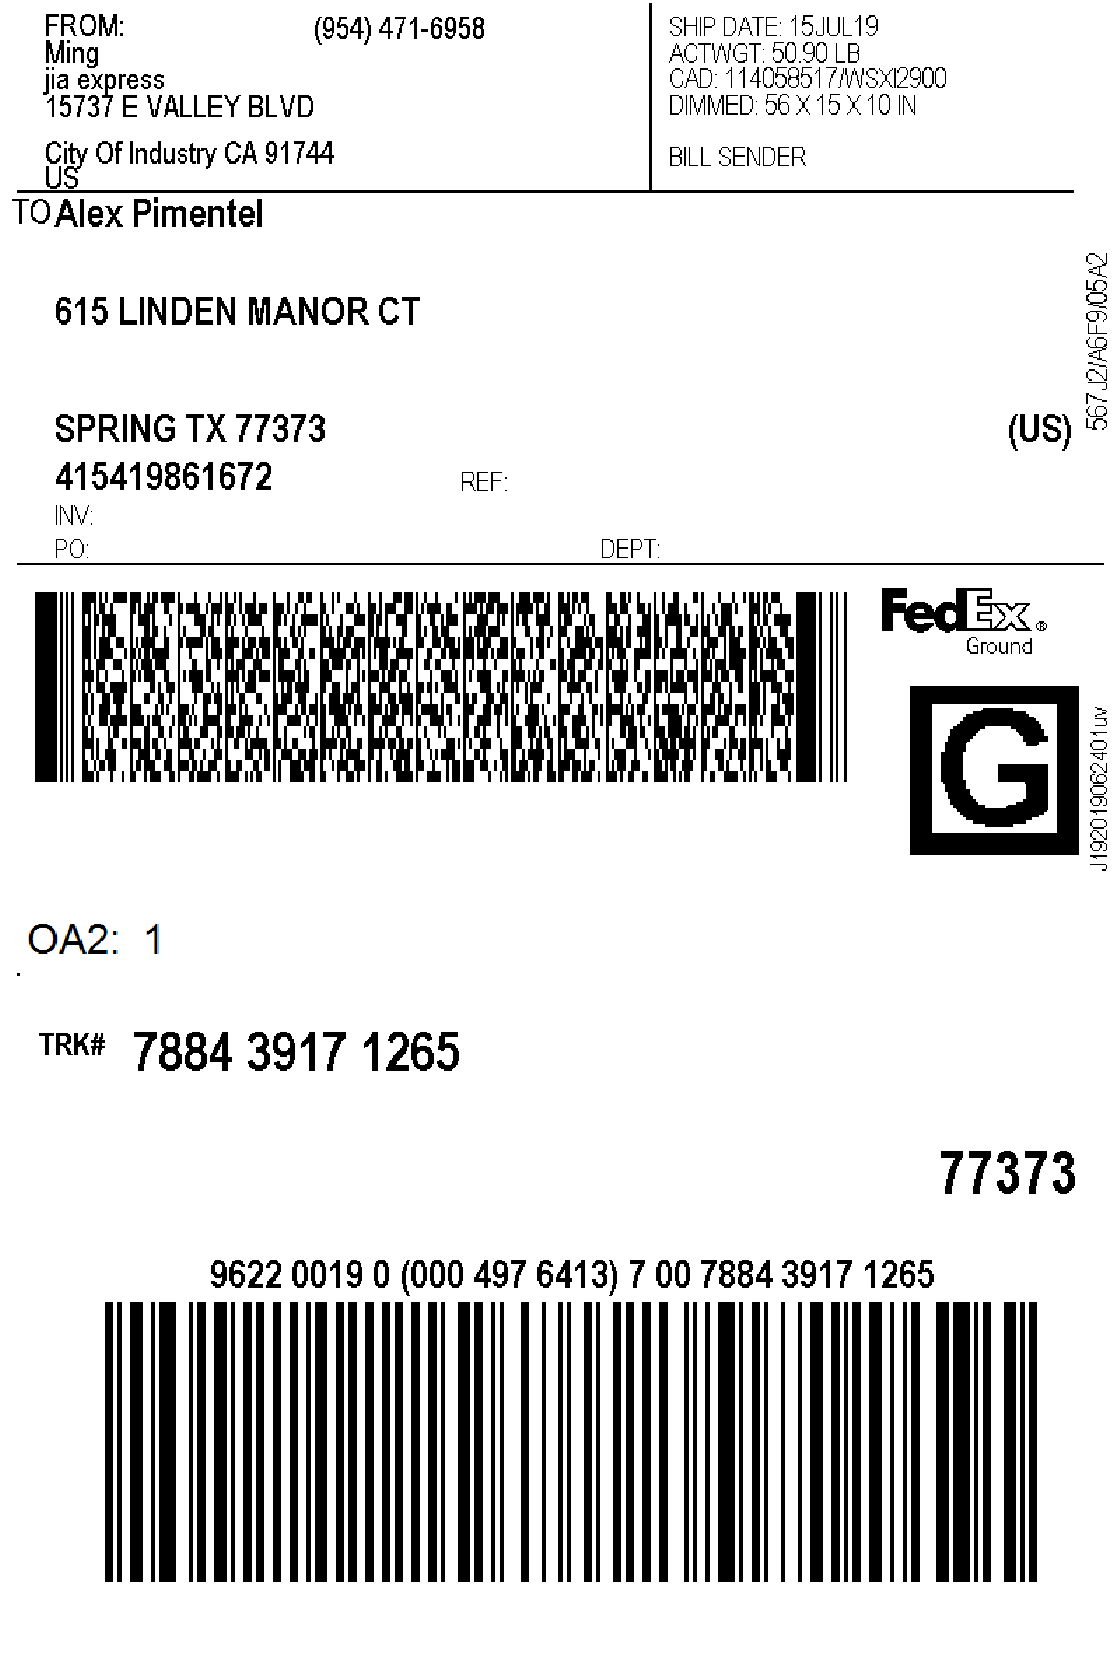 FROM: (954) 471-6958
Ming
jia express
15737 E VALLEY BLVD
City Of Industry CA 91744
US
SHIP DATE: 15JUL19
ACTWGT: 50.90 LB
CAD: 114058517/WSXI2900
DIMMED: 56 X 15 X 10 IN
BILL SENDER
TO Alex Pimentel
615 LINDEN MANOR CT
SPRING TX 77373 (US)
415419861672 REF:
INV:
PO: DEPT:
567J2/A6F9/05A2
FedEx ®
Ground
G
J192019062401uv
OA2: 1
.
TRK# 7884 3917 1265
77373
9622 0019 0 (000 497 6413) 7 00 7884 3917 1265